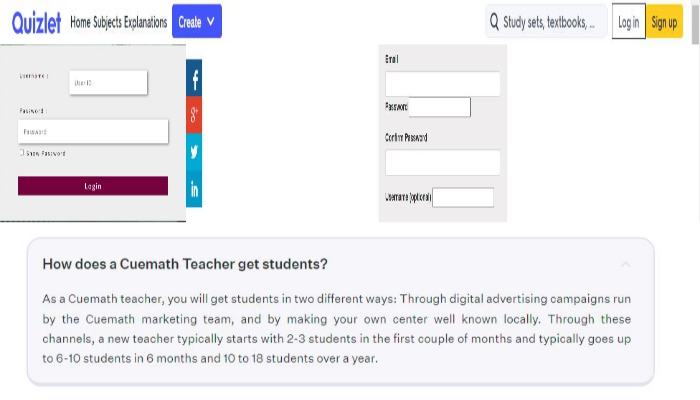 Quizlet Home Subjects Explanations Create Study sets, textbooks, ... Log in Sign up
Username :
User ID
Password :
Password
Show Password
Login
f
g+
in
Email
Password
Confirm Password
Username (optional)
How does a Cuemath Teacher get students?
As a Cuemath teacher, you will get students in two different ways: Through digital advertising campaigns run
by the Cuemath marketing team, and by making your own center well known locally. Through these
channels, a new teacher typically starts with 2-3 students in the first couple of months and typically goes up
to 6-10 students in 6 months and 10 to 18 students over a year.